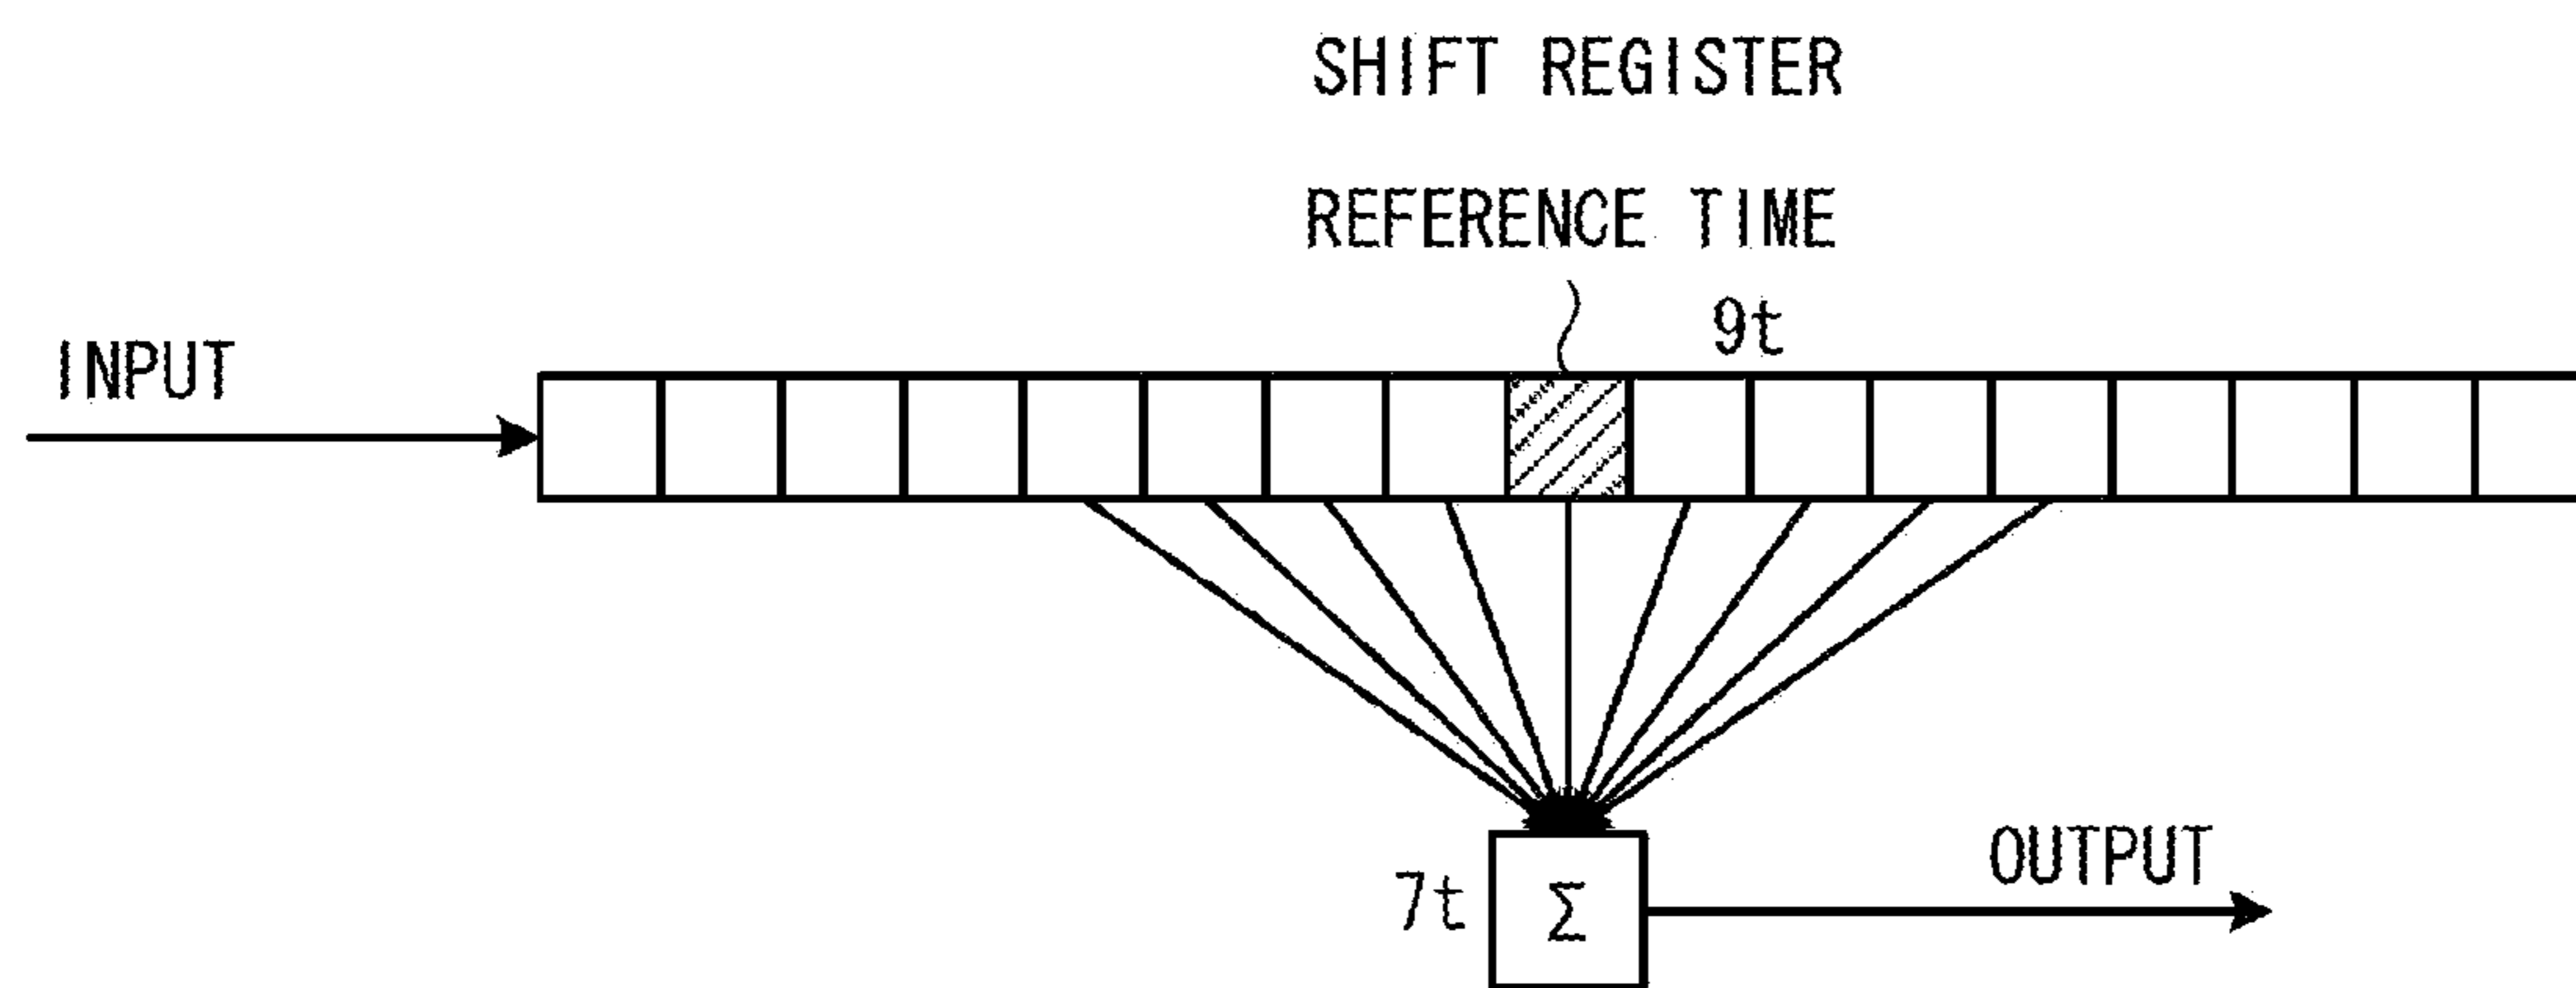 SHIFT REGISTER
REFERENCE TIME
9t
INPUT
OUTPUT
7t
Σ